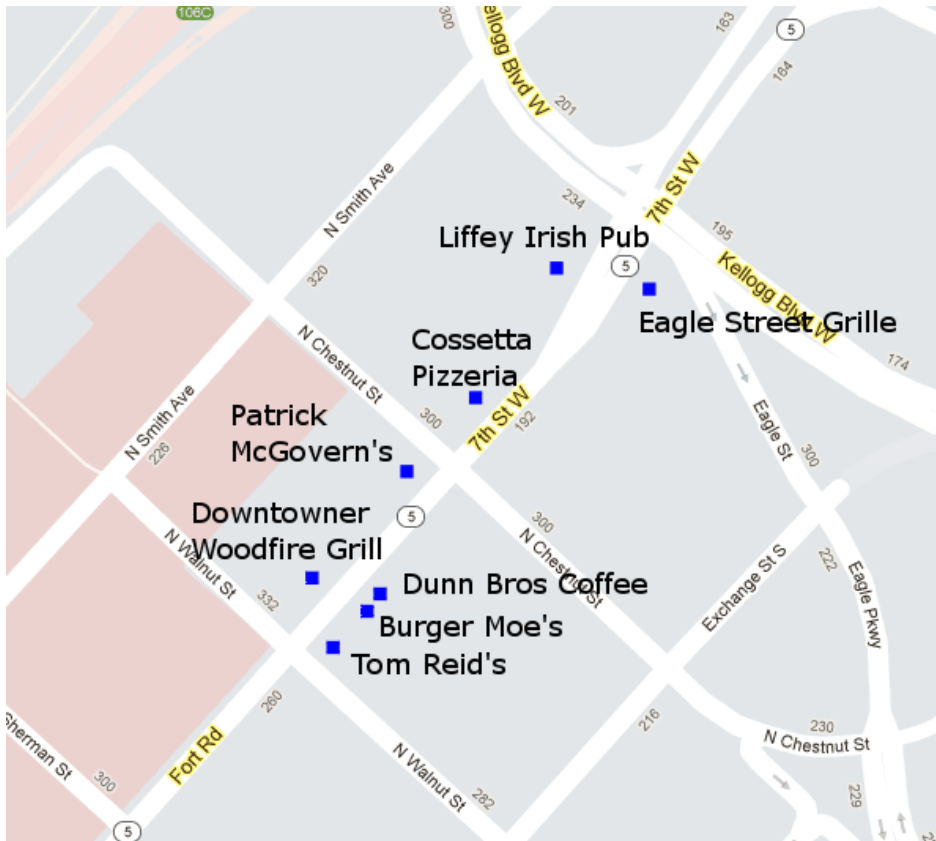 106C
300
Kellogg Blvd W
163
5
164
201
N Smith Ave
234
7th St W
195
Liffey Irish Pub
5
Kellogg Blvd W
320
Eagle Street Grille
N Chestnut St
Cossetta
Pizzeria
174
N Smith Ave
226
Patrick
McGovern's
300
7th St W
192
Eagle St
300
Downtowner
Woodfire Grill
5
300
N Walnut St
N Chestnut St
Exchange St S
222
Eagle Pkwy
332
Dunn Bros Coffee
Burger Moe's
Tom Reid's
260
216
230
N Chestnut St
Fort Rd
Sherman St
300
N Walnut St
282
229
5